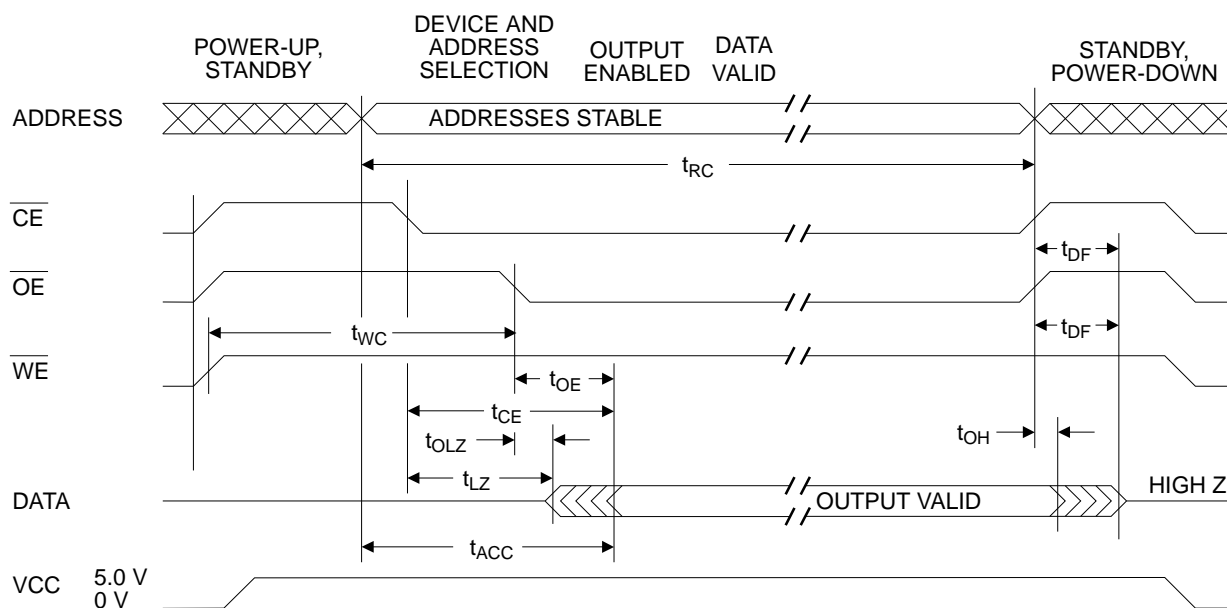 POWER-UP,
STANDBY
DEVICE AND
ADDRESS
SELECTION
OUTPUT
ENABLED
DATA
VALID
STANDBY,
POWER-DOWN
ADDRESS
ADDRESSES STABLE
tRC
CE
tDF
OE
tWC
tDF
WE
tOE
tCE
tOLZ
tOH
tLZ
DATA
OUTPUT VALID
HIGH Z
tACC
VCC
5.0 V
0 V